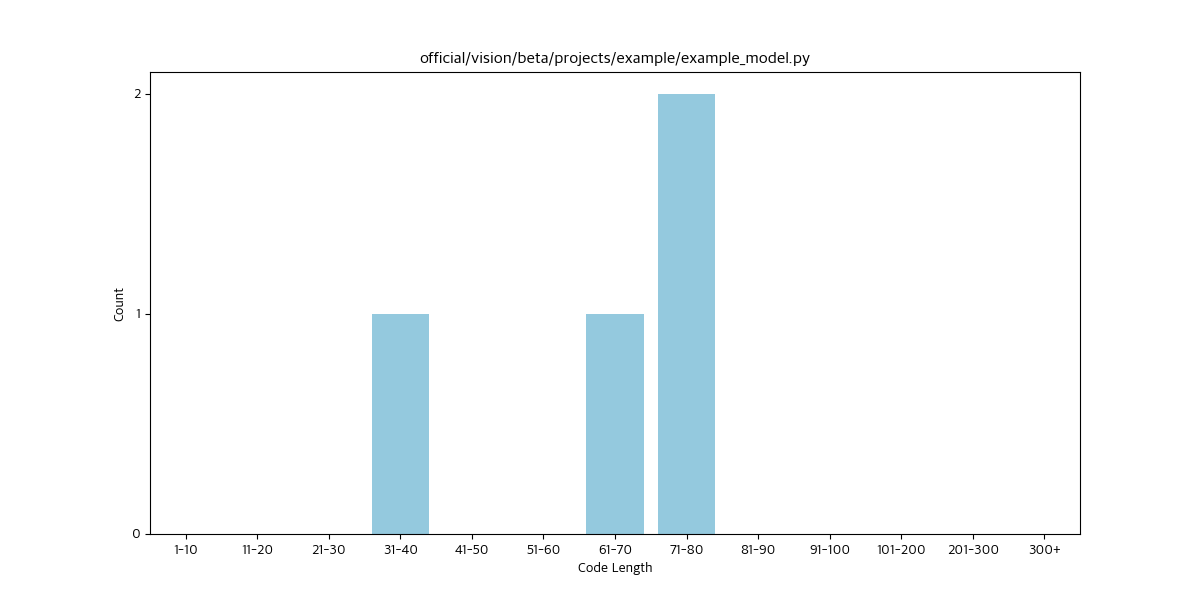 official/vision/beta/projects/example/example_model.py
2
1
0
Count
1-10 11-20 21-30 31-40 41-50 51-60 61-70 71-80 81-90 91-100 101-200 201-300 300+
Code Length